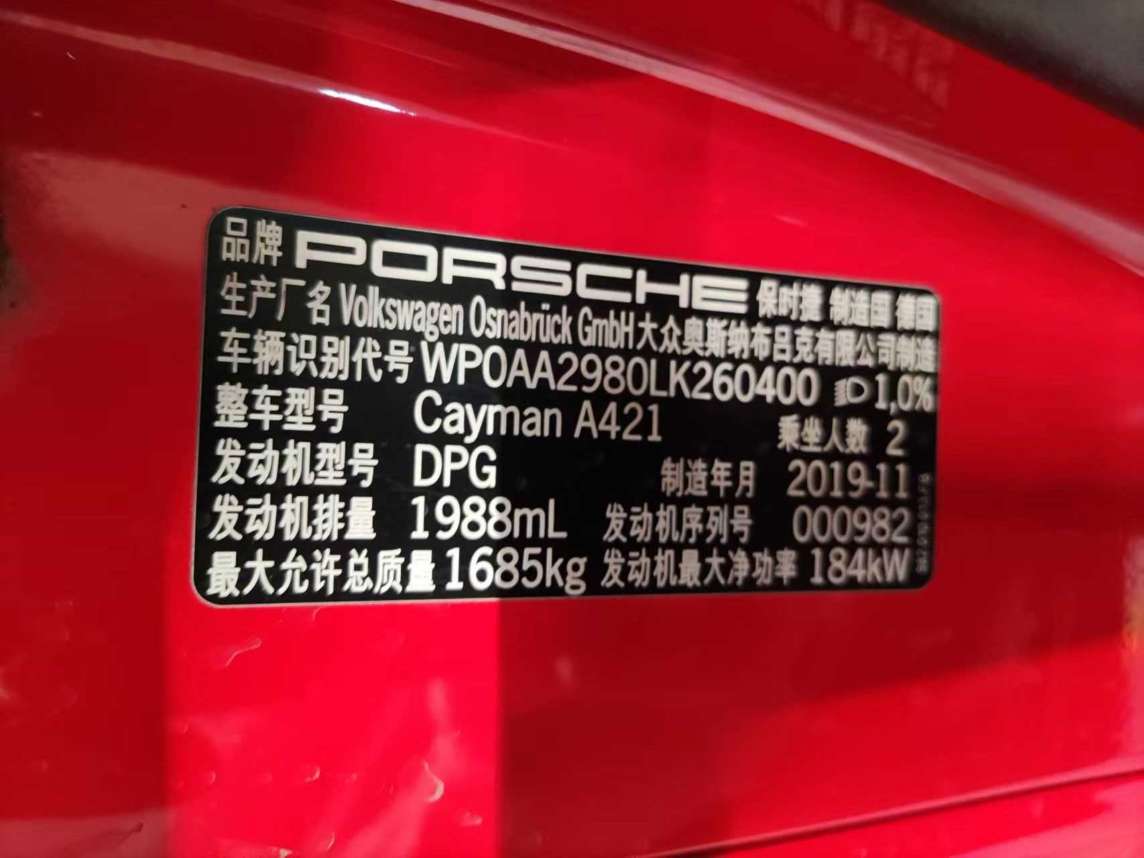 品牌 PORSCHE 保时捷 制造国 德国
生产厂名 Volkswagen Osnabrück GmbH 大众奥斯纳布吕克有限公司制造
车辆识别代号 WP0AA2980LK260400 1,0%
整车型号 Cayman A421 乘坐人数 2
发动机型号 DPG 制造年月 2019-11
发动机排量 1988mL 发动机序列号 000982
最大允许总质量 1685kg 发动机最大净功率 184kW